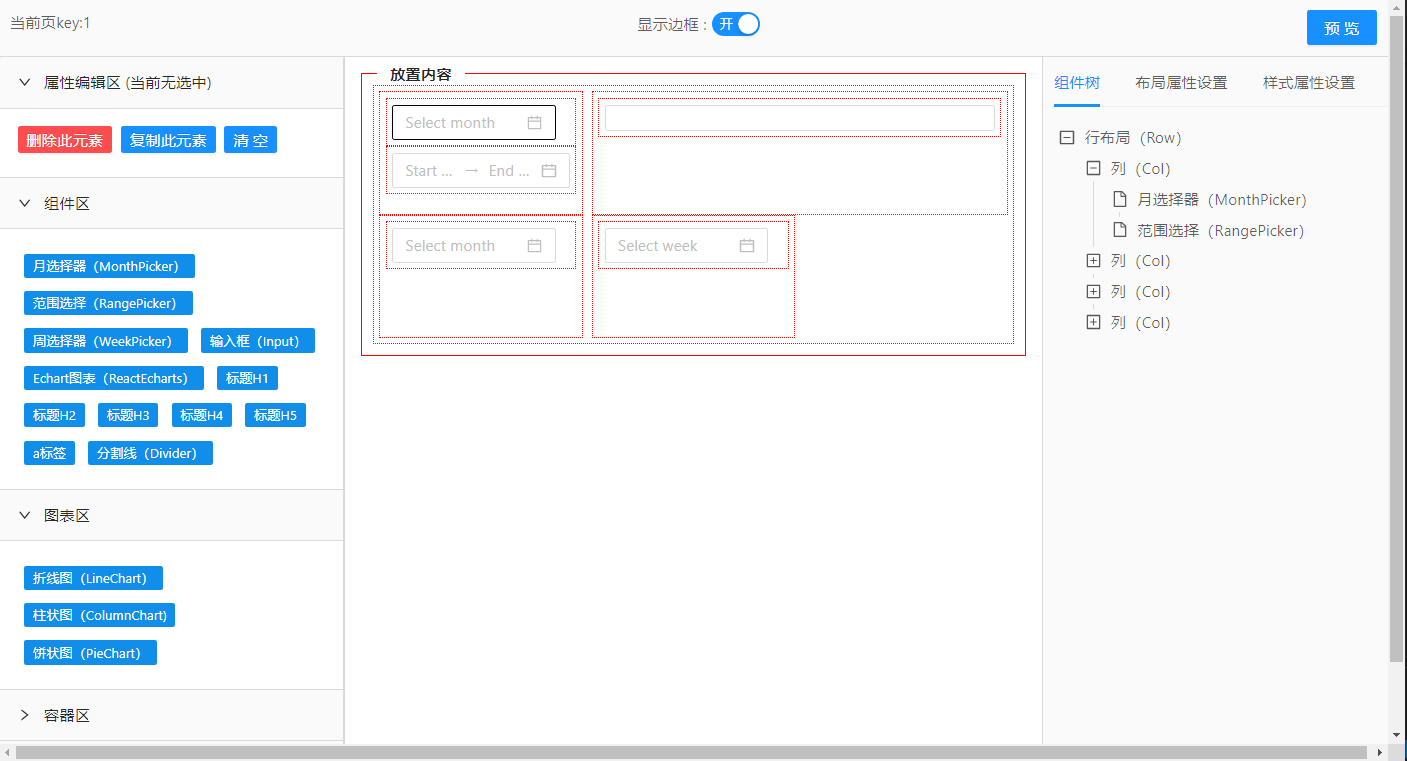 当前页key:1
显示边框 :
开
预 览
属性编辑区 (当前无选中)
删除此元素
复制此元素
清 空
组件区
月选择器（MonthPicker）
范围选择（RangePicker）
周选择器（WeekPicker）
输入框（Input）
Echart图表（ReactEcharts）
标题H1
标题H2
标题H3
标题H4
标题H5
a标签
分割线（Divider）
图表区
折线图（LineChart）
柱状图（ColumnChart)
饼状图（PieChart）
容器区
放置内容
Select month
Start ...
End ...
Select month
Select week
组件树
布局属性设置
样式属性设置
行布局（Row）
列（Col）
月选择器（MonthPicker）
范围选择（RangePicker）
列（Col）
列（Col）
列（Col）